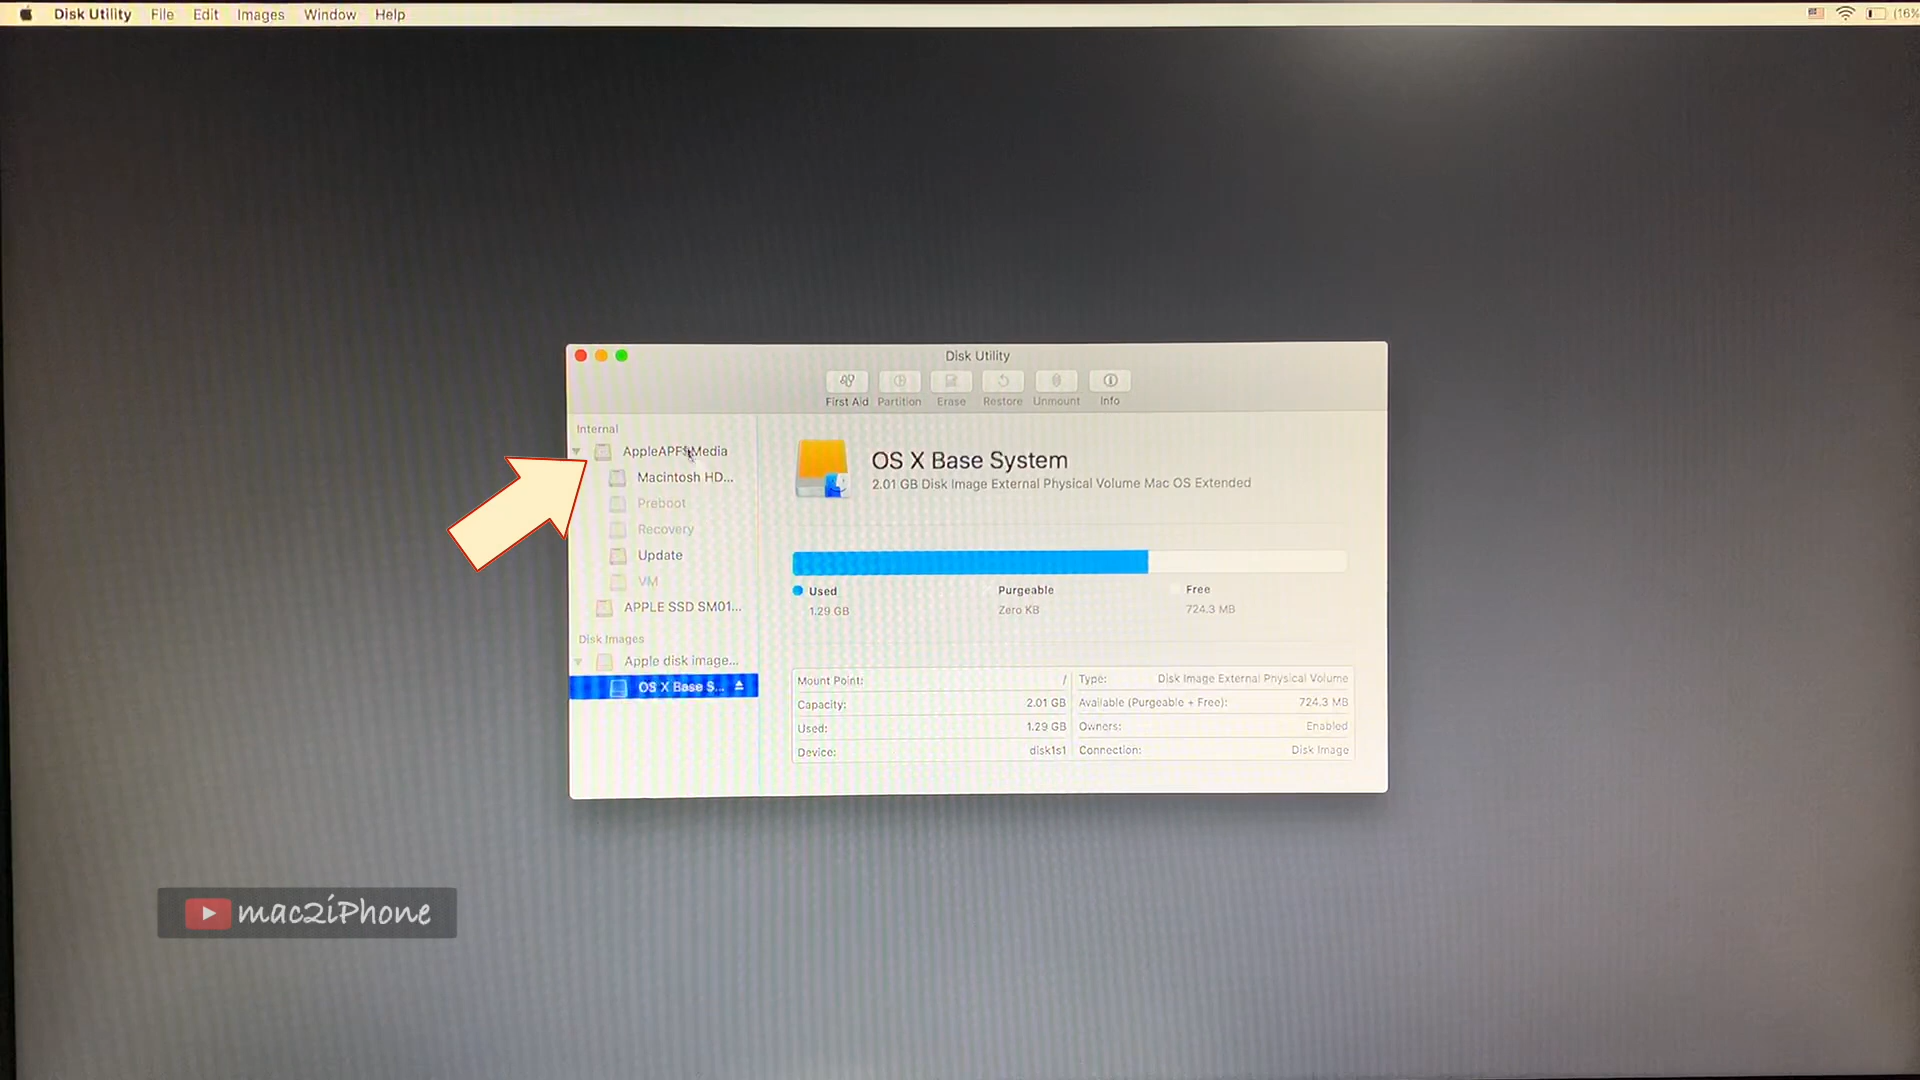 Disk Utility File Edit Images Window Help (16%
Disk Utility
First Aid Partition Erase Restore Unmount Info
Internal
AppleAPFSMedia
Macintosh HD...
Preboot
Recovery
Update
VM
APPLE SSD SM01...
Disk Images
Apple disk image...
OS X Base S...
OS X Base System
2.01 GB Disk Image External Physical Volume Mac OS Extended
Used Purgeable Free
1.29 GB Zero KB 724.3 MB
Mount Point: / Type: Disk Image External Physical Volume
Capacity: 2.01 GB Available (Purgeable + Free): 724.3 MB
Used: 1.29 GB Owners: Enabled
Device: disk1s1 Connection: Disk Image
mac2iPhone